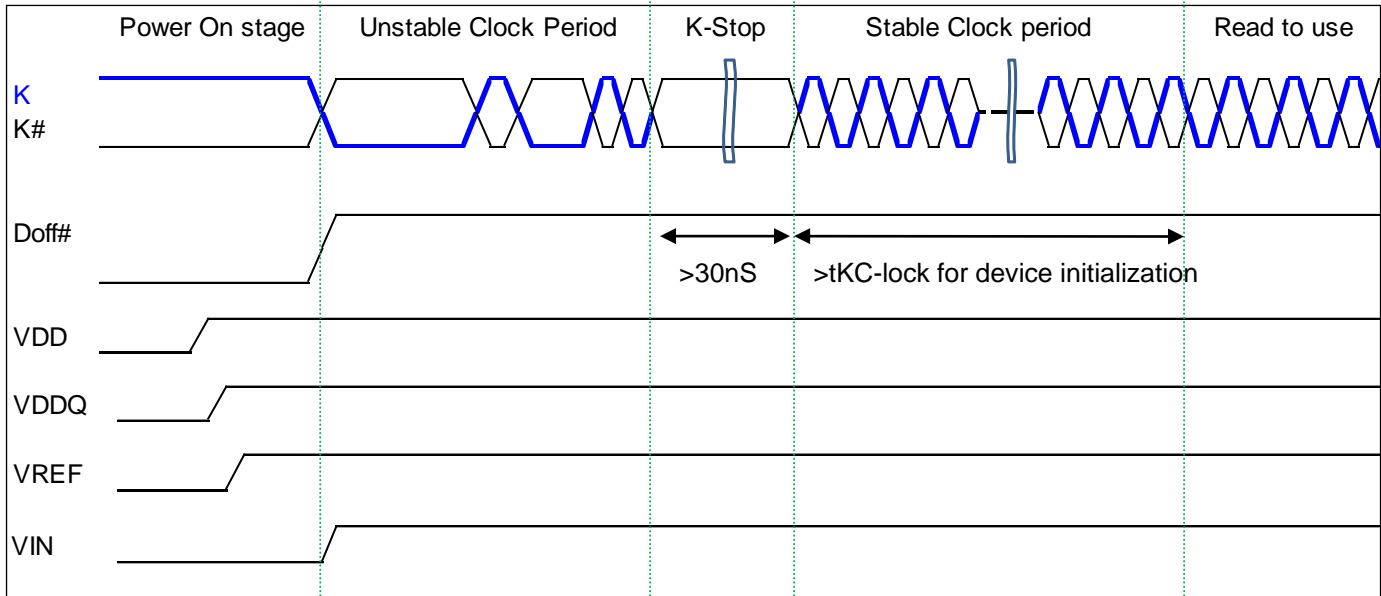 Power On stage Unstable Clock Period K-Stop Stable Clock period Read to use
K
K#
Doff#
>30nS >tKC-lock for device initialization
VDD
VDDQ
VREF
VIN